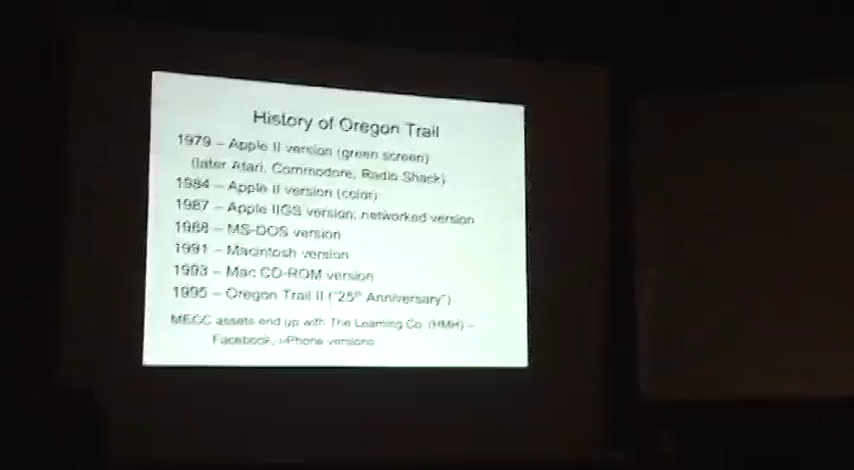 History of Oregon Trail
1979 – Apple II version (green screen)
(later Atari, Commodore, Radio Shack)
1984 – Apple II version (color)
1987 – Apple IIGS version; networked version
1988 – MS-DOS version
1991 – Macintosh version
1993 – Mac CD-ROM version
1995 – Oregon Trail II ("25th Anniversary")
MECC assets end up with The Learning Co. (HMH) –
Facebook, i-Phone versions